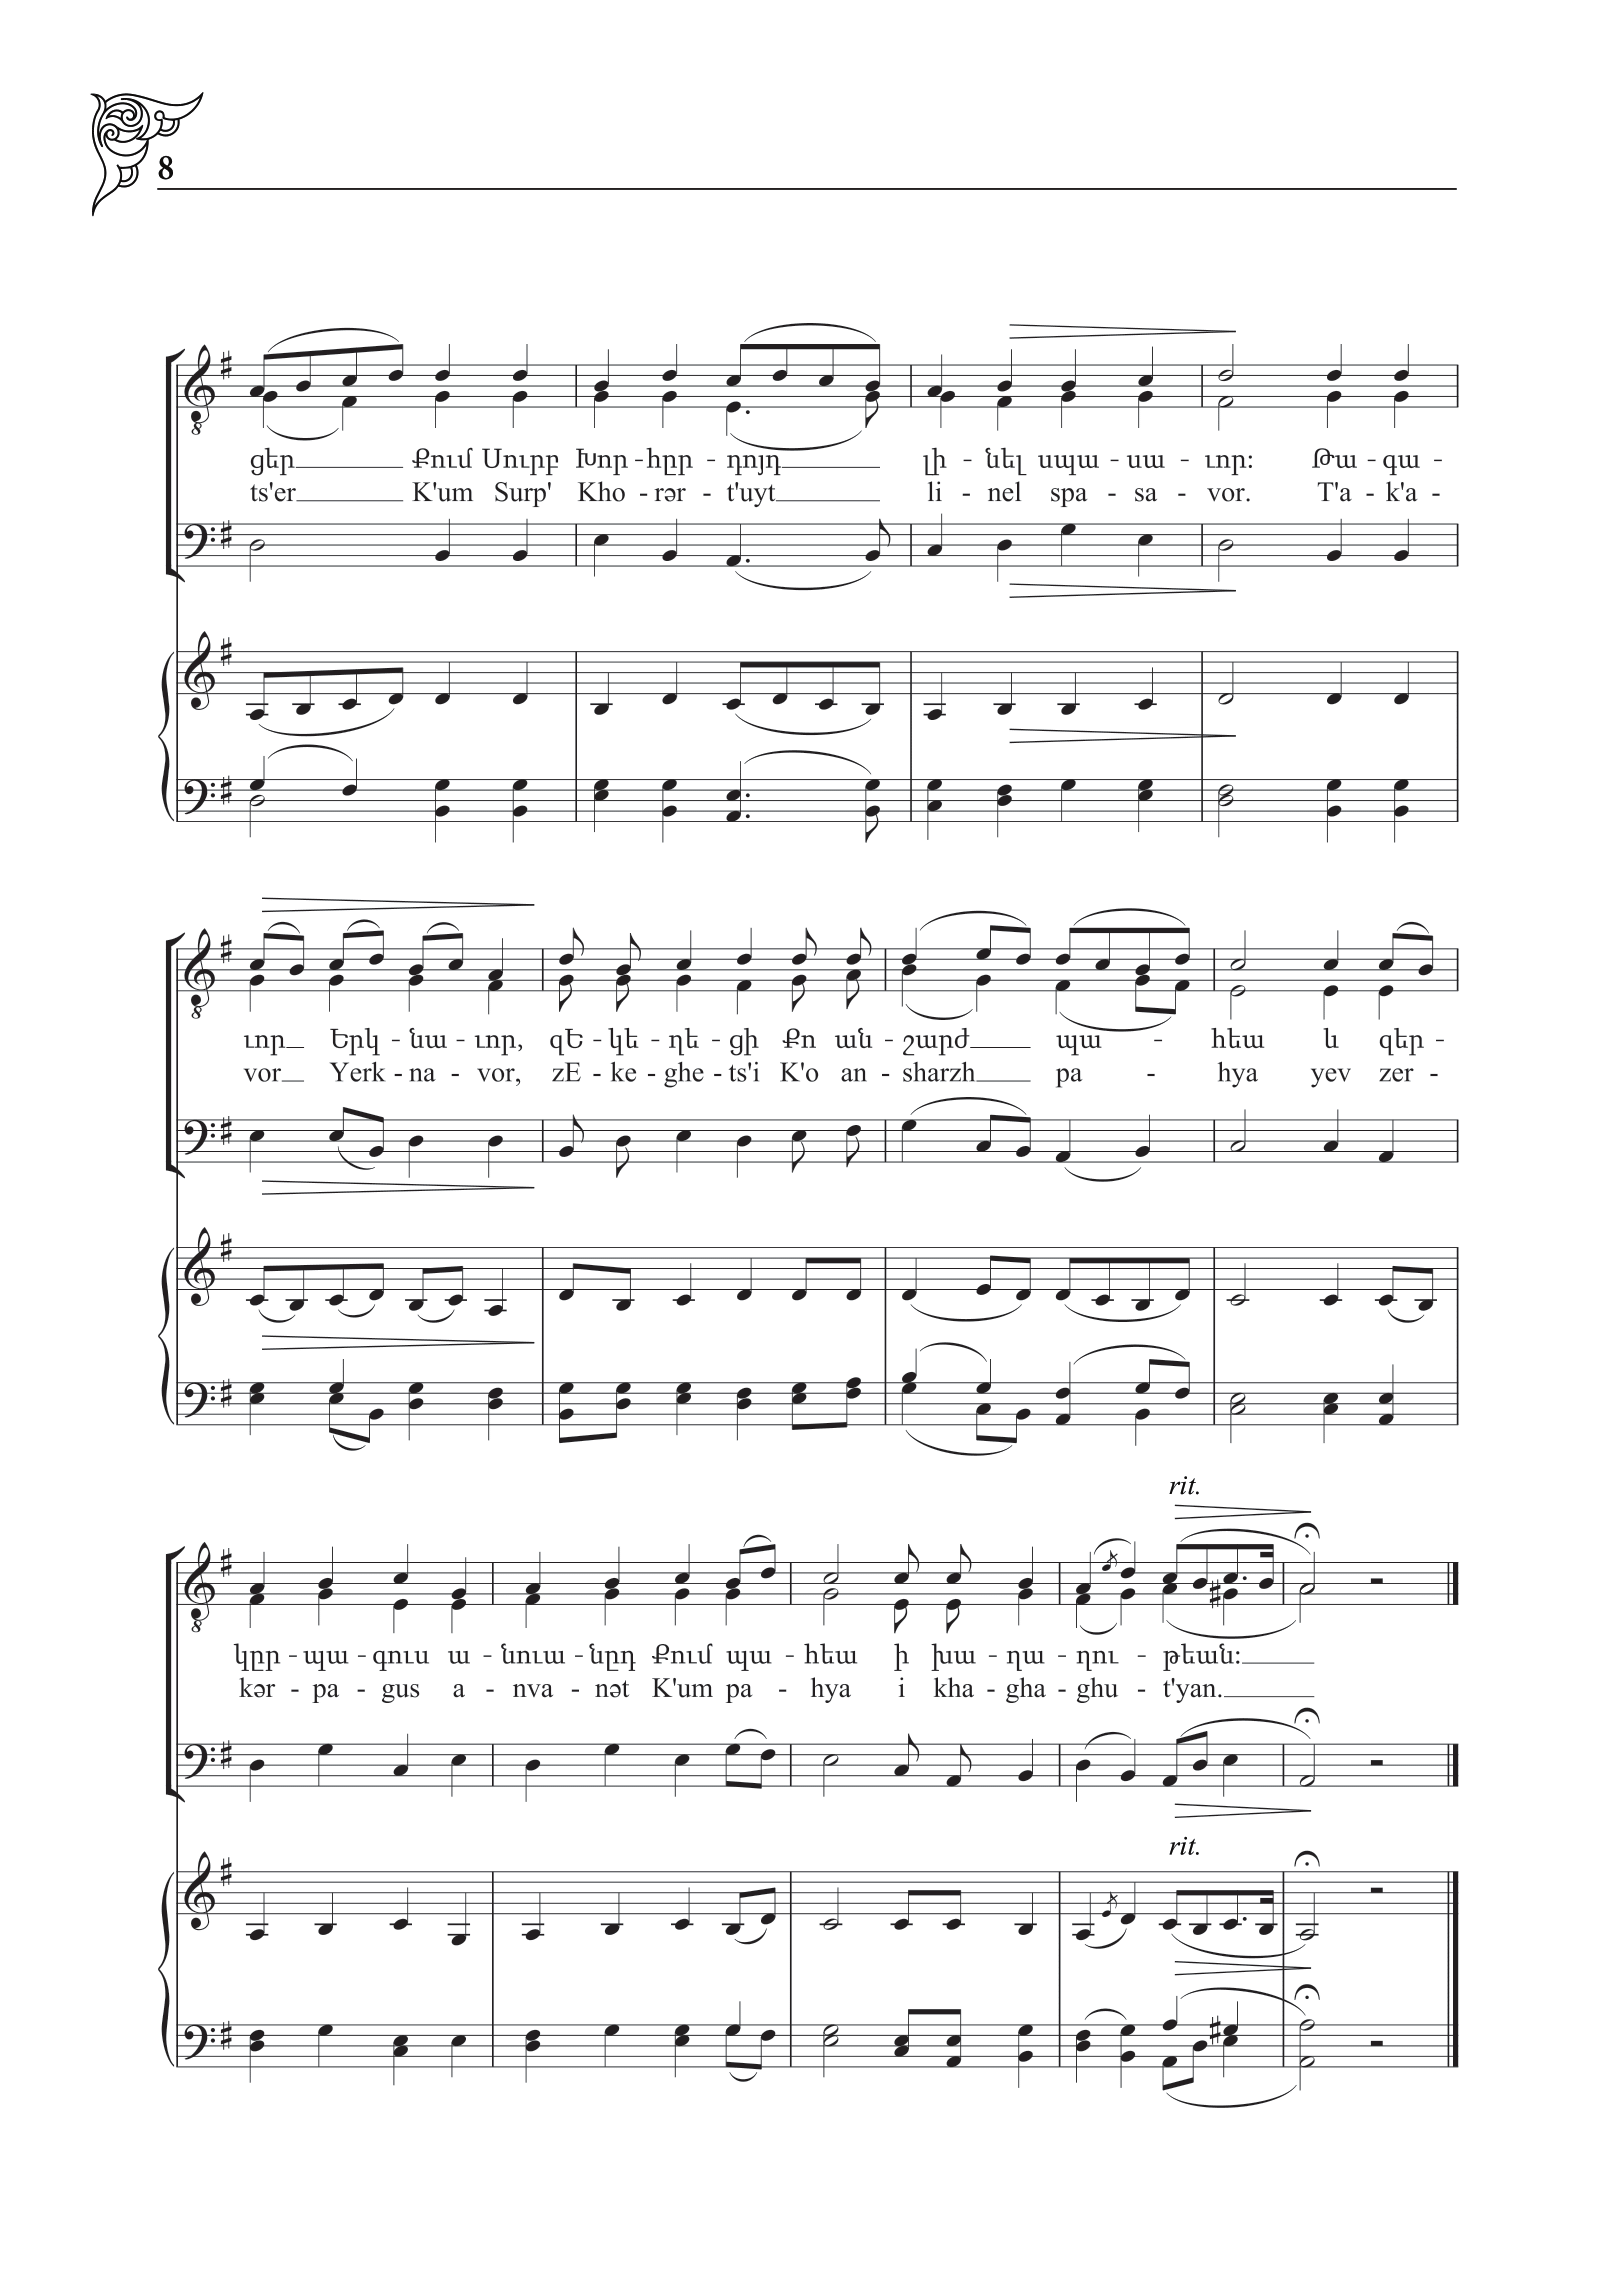 8
ցեր Քում Սուրբ Խոր - հըր - դոյդ լի - նել սպա - սա - ւոր։ Թա - գա -
ts'er K'um Surp' Kho - rər - t'uyt li - nel spa - sa - vor. T'a - k'a -
ւոր Երկ - նա - ւոր, զԵ - կե - ղե - ցի Քո ան - շարժ պա - հեա և զեր -
vor Yerk - na - vor, zE - ke - ghe - ts'i K'o an - sharzh pa - hya yev zer -
rit.
կըր - պա - գուս ա - նուա - նըդ Քում պա - հեա ի խա - ղա - ղու - թեան։
kər - pa - gus a - nva - nət K'um pa - hya i kha - gha - ghu - t'yan.
rit.